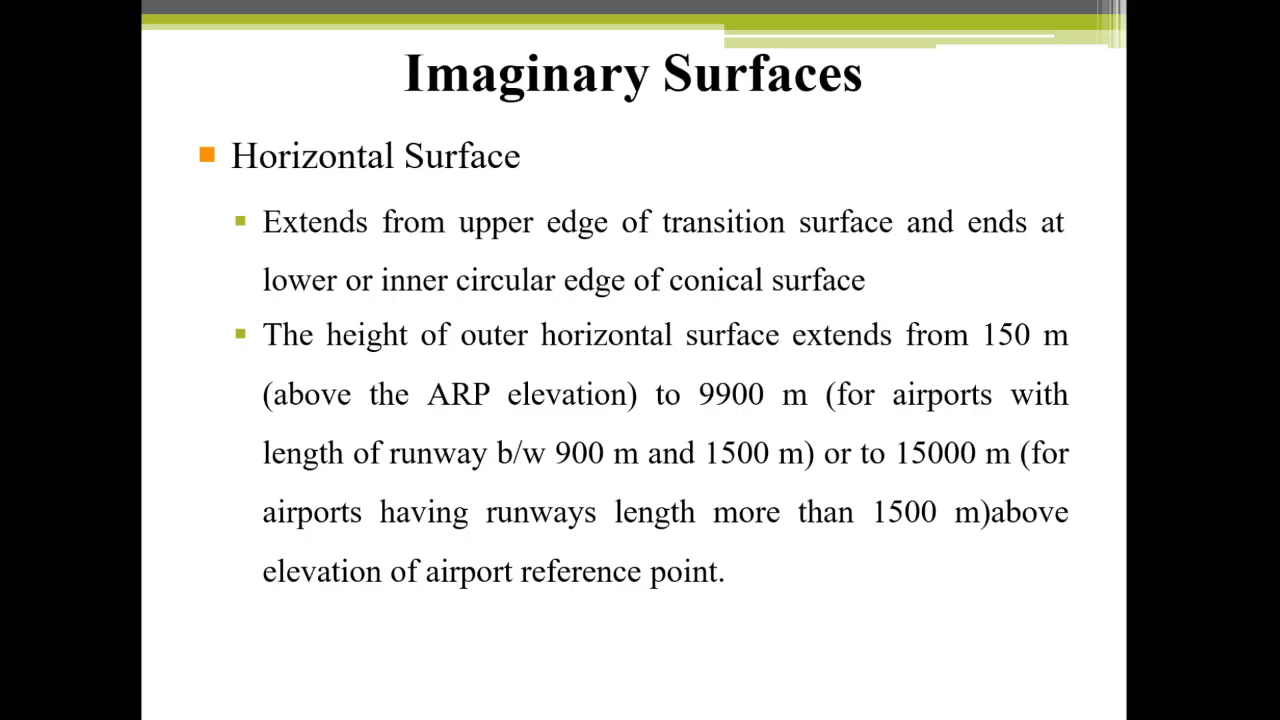 Imaginary Surfaces
Horizontal Surface
Extends from upper edge of transition surface and ends at
lower or inner circular edge of conical surface
The height of outer horizontal surface extends from 150 m
(above the ARP elevation) to 9900 m (for airports with
length of runway b/w 900 m and 1500 m) or to 15000 m (for
airports having runways length more than 1500 m)above
elevation of airport reference point.